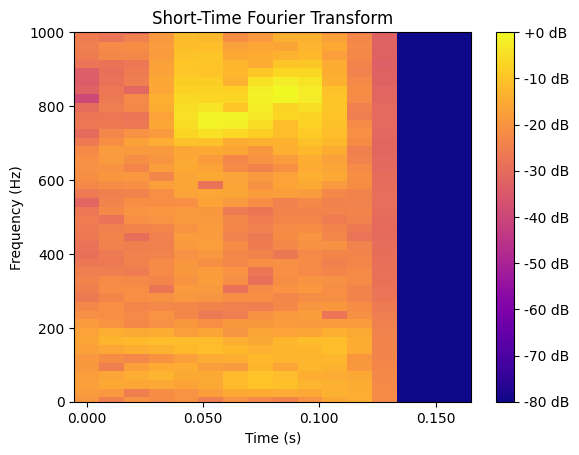 Short-Time Fourier Transform
1000
800
600
400
200
0
Frequency (Hz)
0.000
0.050
0.100
0.150
Time (s)
+0 dB
-10 dB
-20 dB
-30 dB
-40 dB
-50 dB
-60 dB
-70 dB
-80 dB